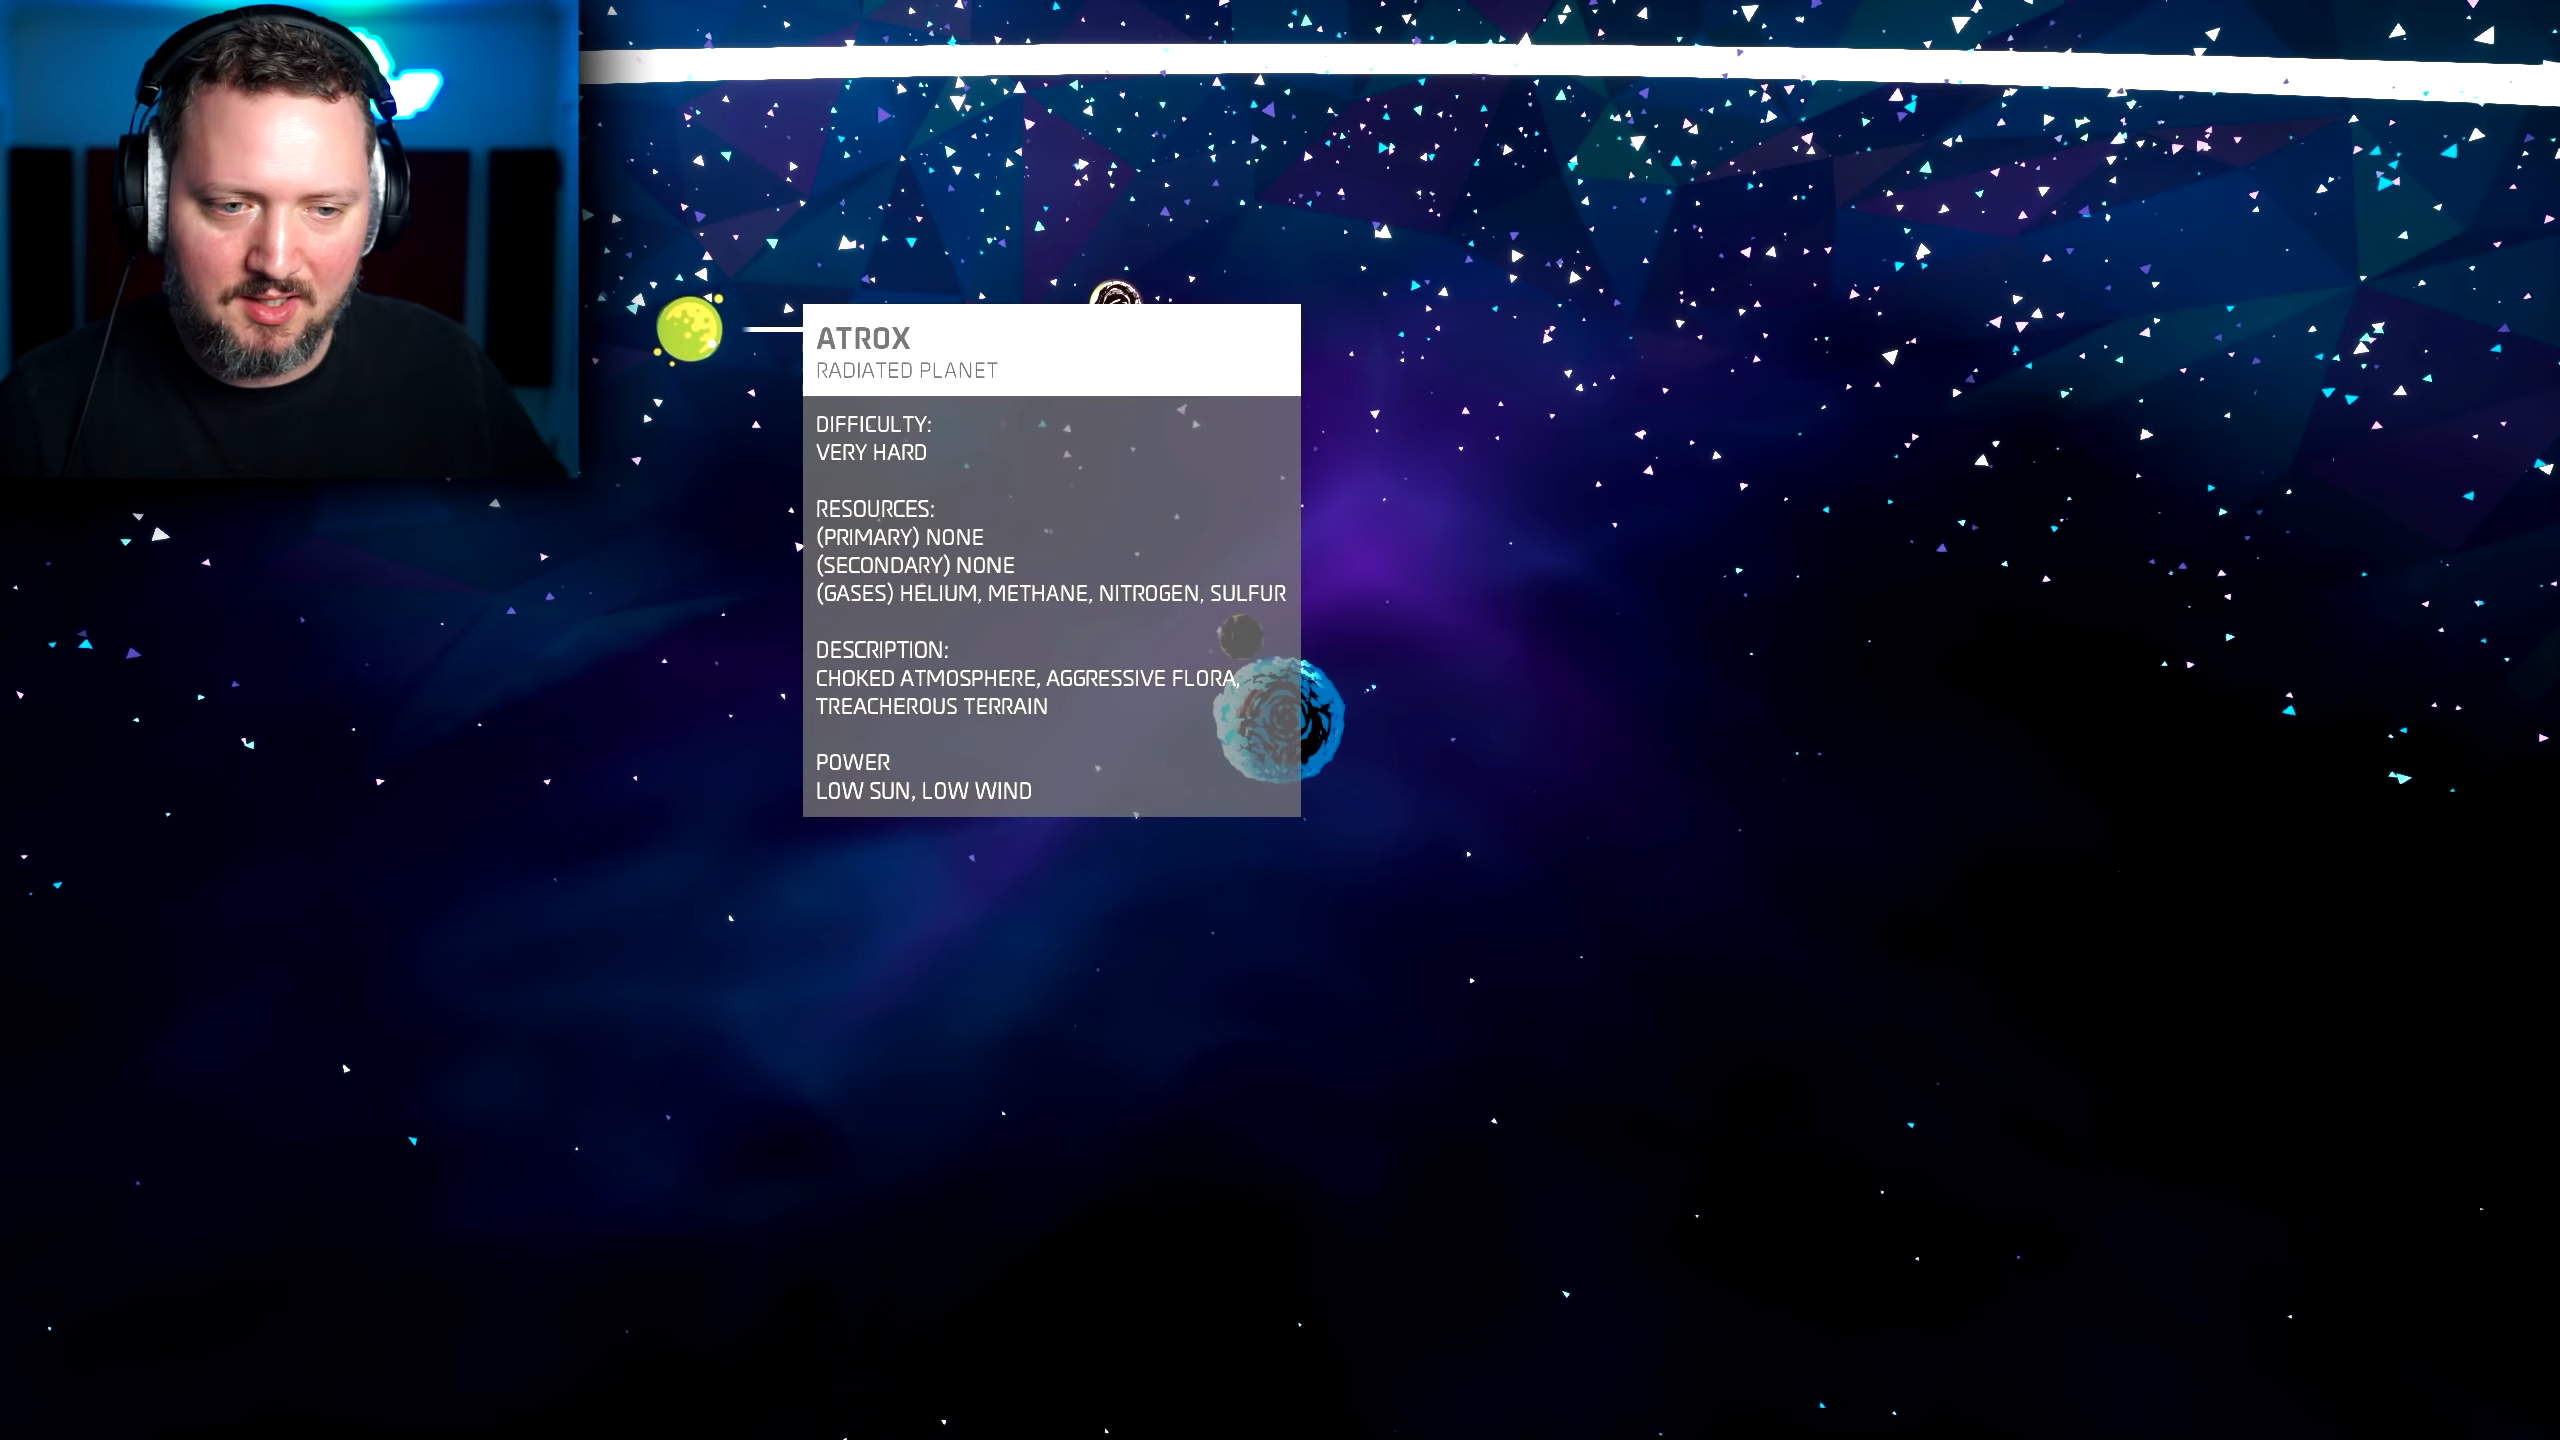 ATROX
RADIATED PLANET
DIFFICULTY:
VERY HARD
RESOURCES:
(PRIMARY) NONE
(SECONDARY) NONE
(GASES) HELIUM, METHANE, NITROGEN, SULFUR
DESCRIPTION:
CHOKED ATMOSPHERE, AGGRESSIVE FLORA,
TREACHEROUS TERRAIN
POWER
LOW SUN, LOW WIND